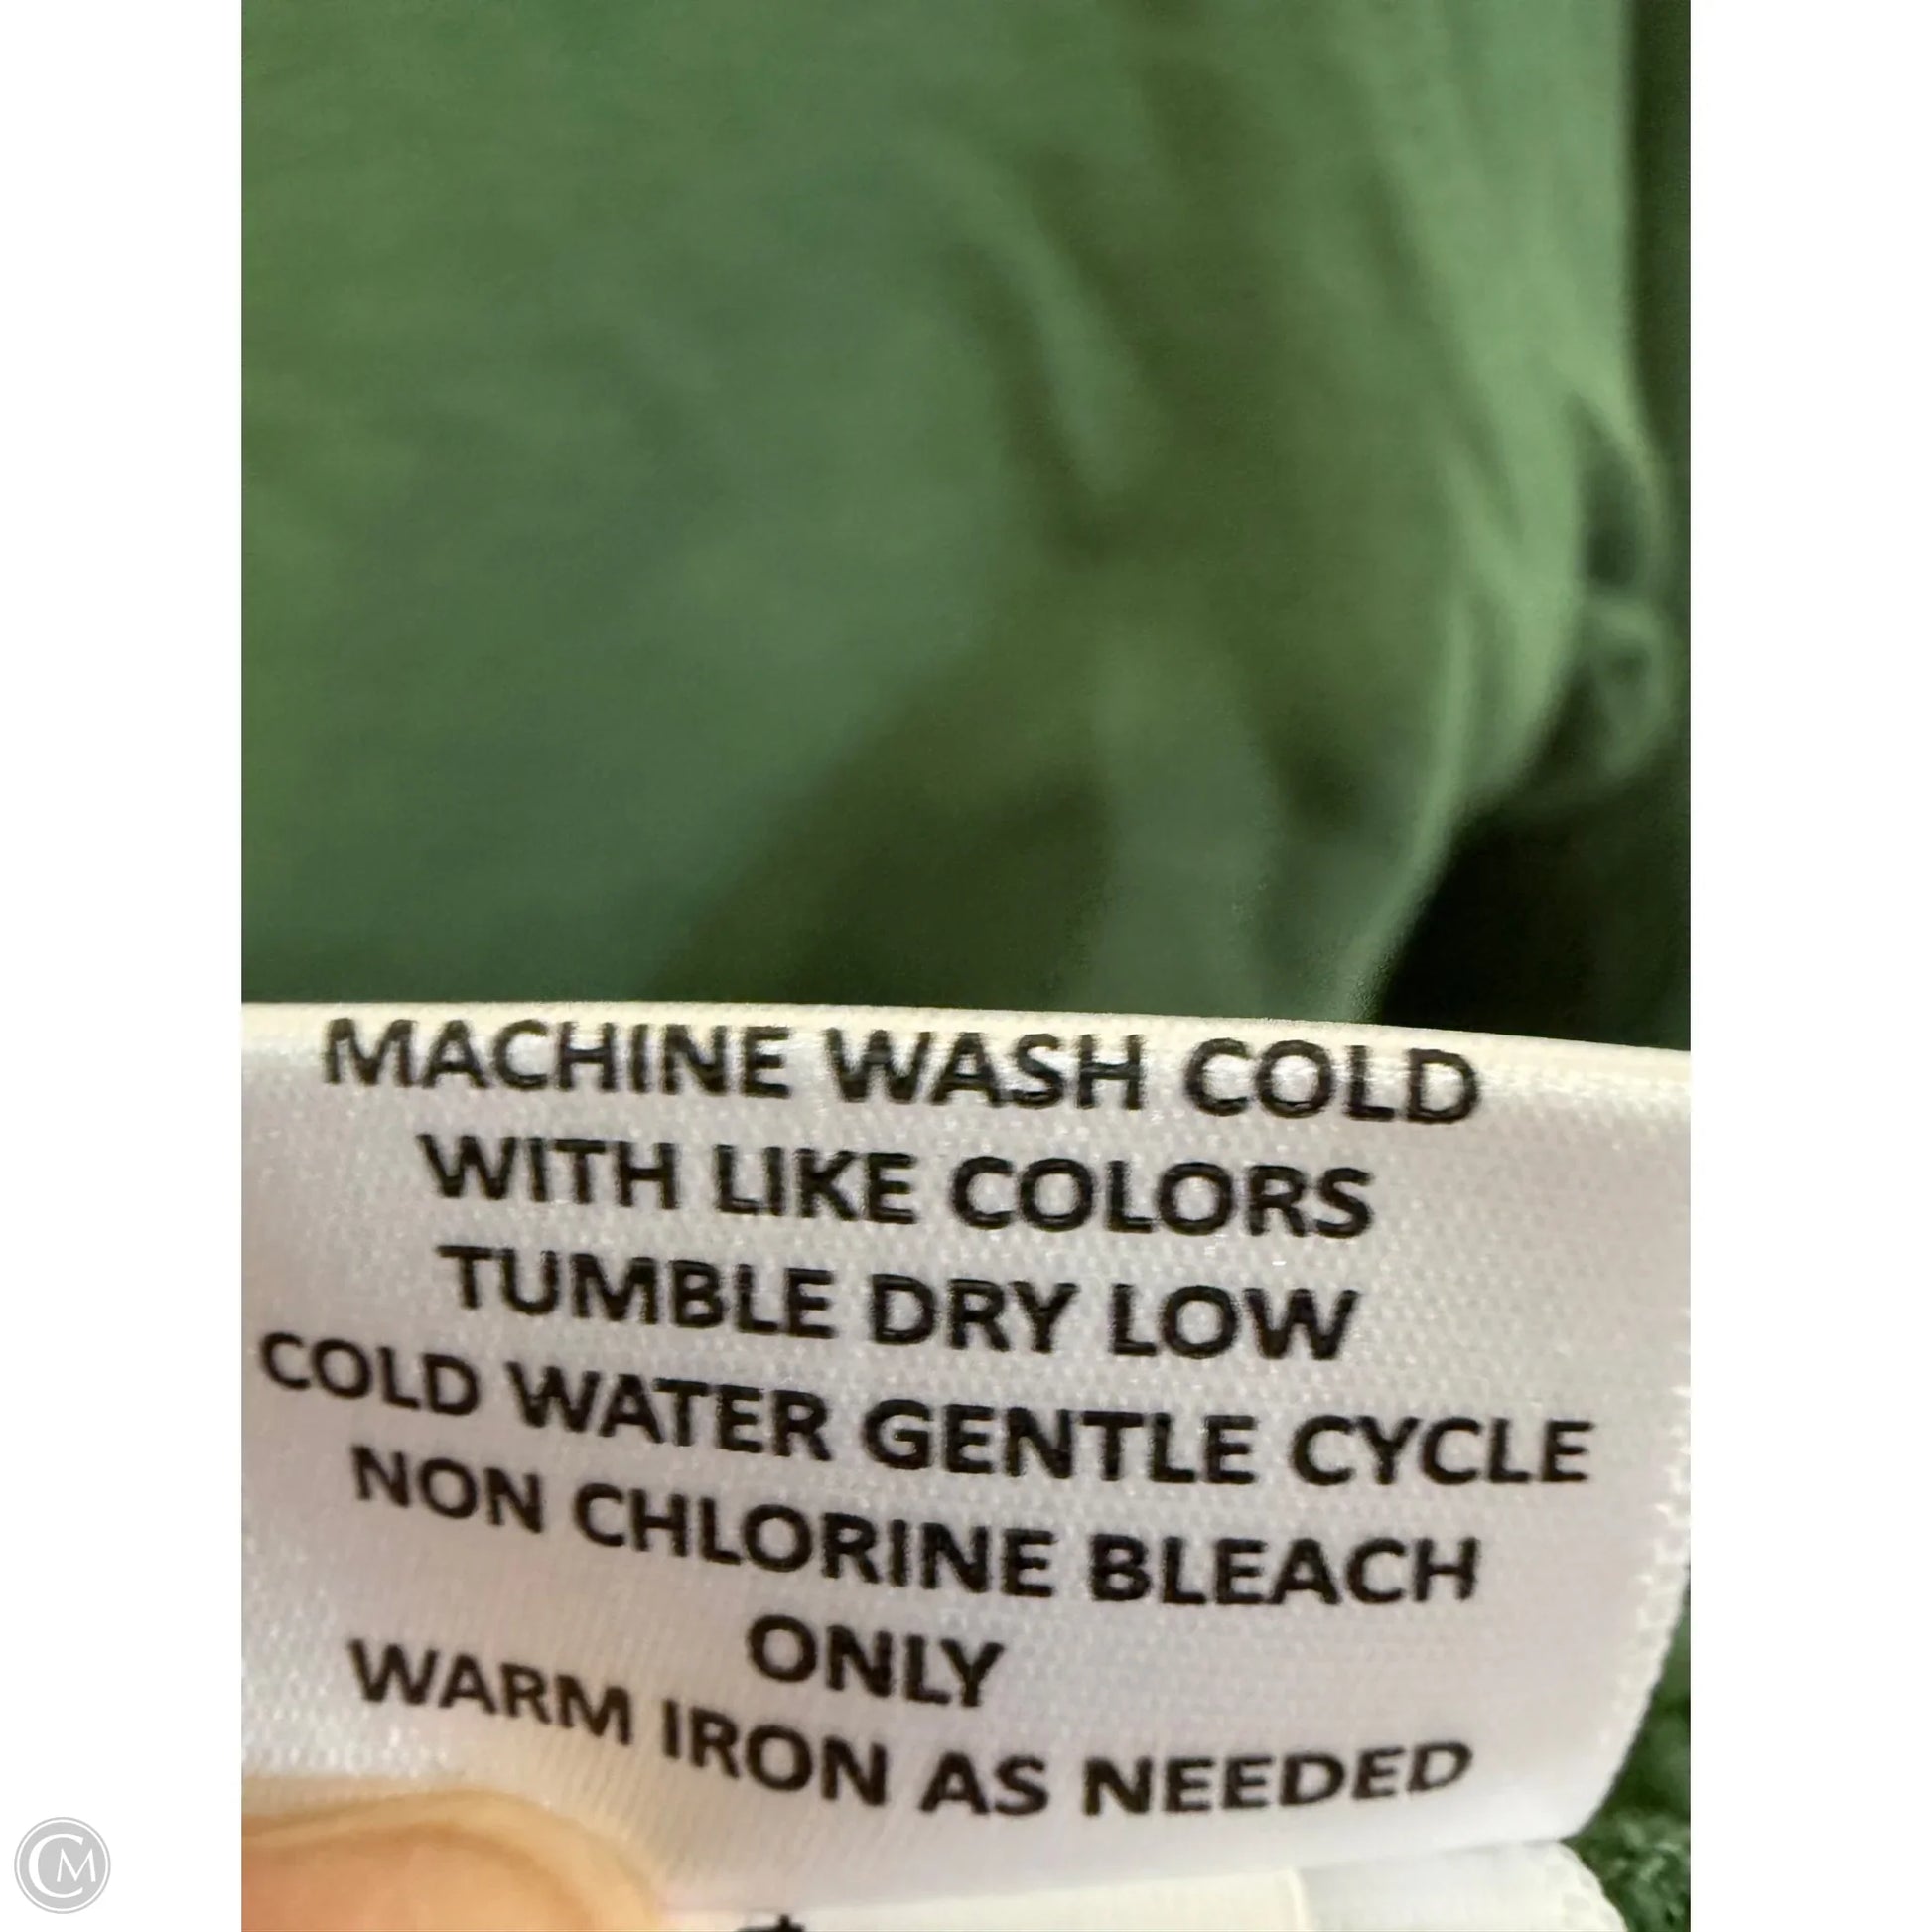 MACHINE WASH COLD
WITH LIKE COLORS
TUMBLE DRY LOW
COLD WATER GENTLE CYCLE
NON CHLORINE BLEACH
ONLY
WARM IRON AS NEEDED
CM